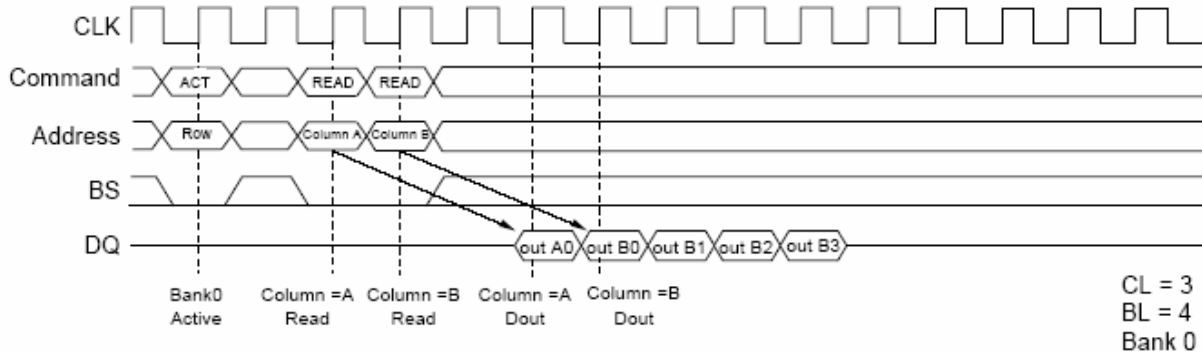 CLK
Command ACT READ READ
Address Row Column A Column B
BS
DQ out A0 out B0 out B1 out B2 out B3
Bank0 Column =A Column =B Column =A Column =B
Active Read Read Dout Dout
CL = 3
BL = 4
Bank 0